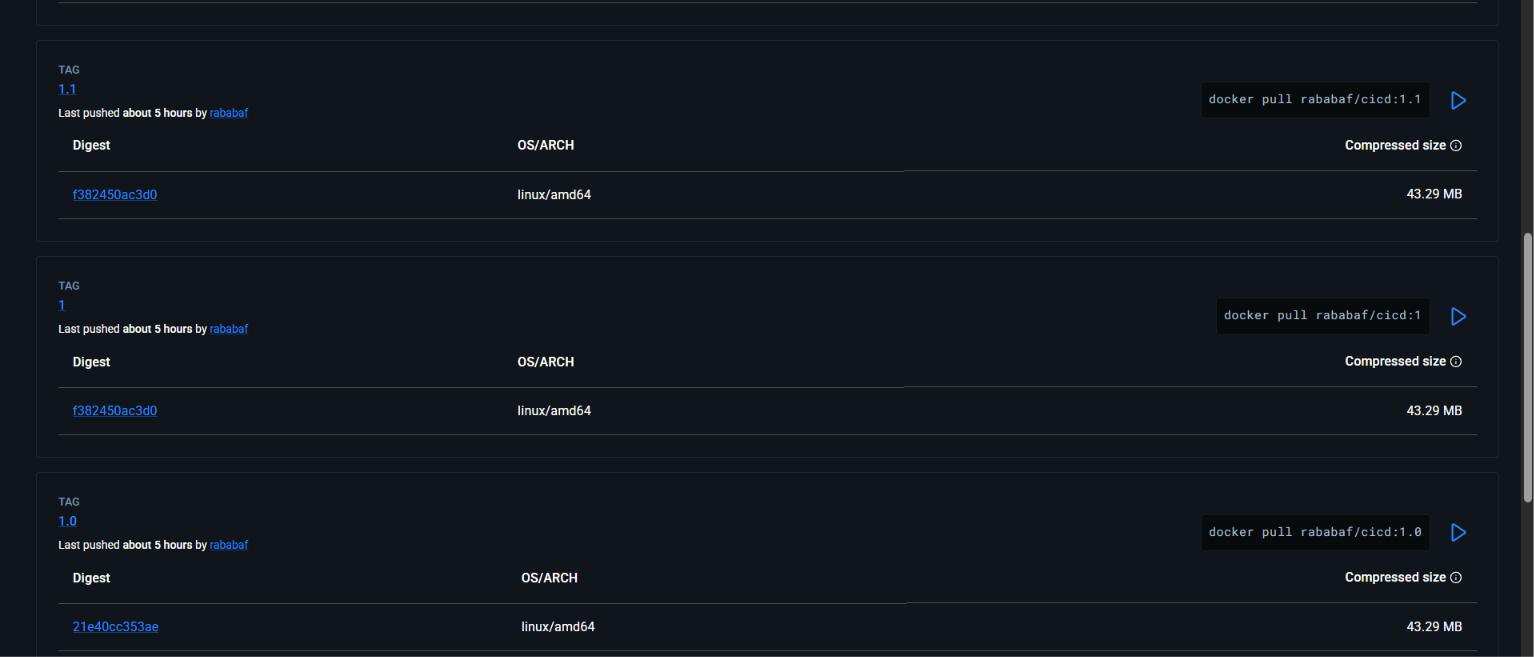 TAG
1.1
Last pushed about 5 hours by rababaf
docker pull rababaf/cicd:1.1
Digest OS/ARCH Compressed size
f382450ac3d0 linux/amd64 43.29 MB
TAG
1
Last pushed about 5 hours by rababaf
docker pull rababaf/cicd:1
Digest OS/ARCH Compressed size
f382450ac3d0 linux/amd64 43.29 MB
TAG
1.0
Last pushed about 5 hours by rababaf
docker pull rababaf/cicd:1.0
Digest OS/ARCH Compressed size
21e40cc353ae linux/amd64 43.29 MB